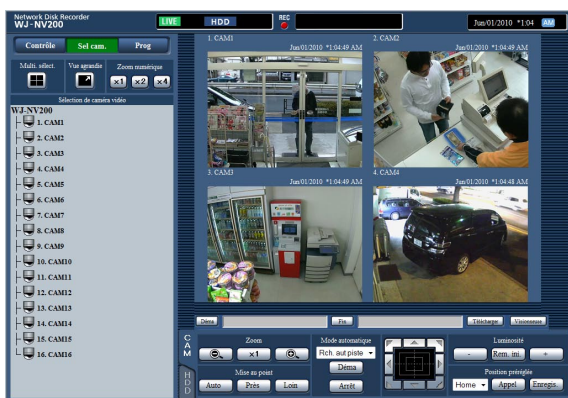 Network Disk Recorder
WJ-NV200
LIVE HDD REC Jun/01/2010 *1:04 AM
Contrôle Sel cam. Prog
Multi. sélect. Vue agrandie Zoom numérique
×1 ×2 ×4
Sélection de caméra vidéo
WJ-NV200
1. CAM1
2. CAM2
3. CAM3
4. CAM4
5. CAM5
6. CAM6
7. CAM7
8. CAM8
9. CAM9
10. CAM10
11. CAM11
12. CAM12
13. CAM13
14. CAM14
15. CAM15
16. CAM16
1. CAM1
Jun/01/2010 *1:04:49 AM
2. CAM2
Jun/01/2010 *1:04:49 AM
3. CAM3
Jun/01/2010 *1:04:49 AM
4. CAM4
Jun/01/2010 *1:04:48 AM
Déma Fin Télécharger Visionneuse
CAM
HDD
Zoom
×1
Mise au point
Auto Près Loin
Mode automatique
Rch. aut piste
Déma
Arrêt
Luminosité
- Rem. ini. +
Position préréglée
Home Appel Enregis.